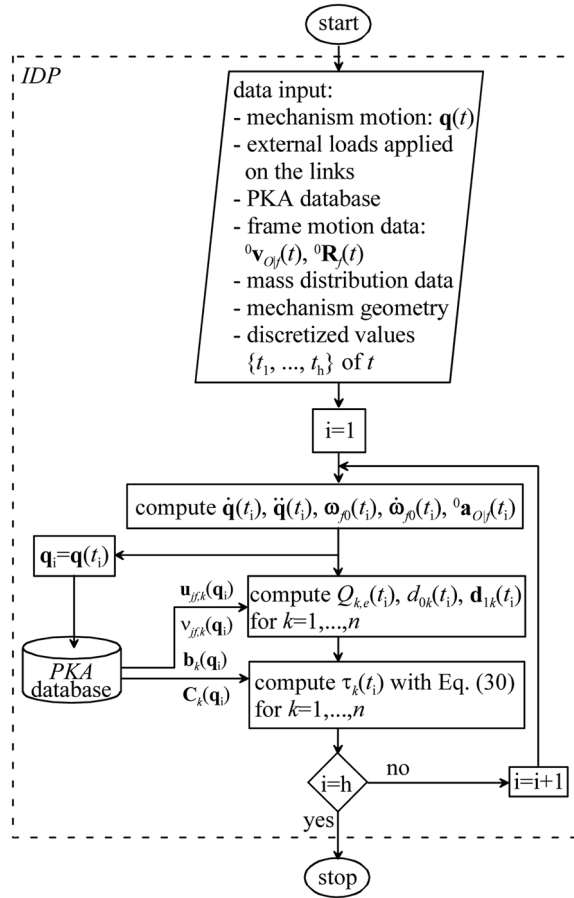 start
IDP
data input:
- mechanism motion: q(t)
- external loads applied
on the links
- PKA database
- frame motion data:
⁰v_{O|f}(t), ⁰R_f(t)
- mass distribution data
- mechanism geometry
- discretized values
{t₁, ..., t_h} of t
i=1
compute q̇(t_i), q̈(t_i), ω_{f0}(t_i), ω̇_{f0}(t_i), ⁰a_{O|f}(t_i)
q_i=q(t_i)
u_{jf,k}(q_i)
ν_{jf,k}(q_i)
compute Q_{k,e}(t_i), d_{0k}(t_i), d_{1k}(t_i)
for k=1,...,n
PKA
database
b_k(q_i)
C_k(q_i)
compute τ_k(t_i) with Eq. (30)
for k=1,...,n
i=h
no
i=i+1
yes
stop